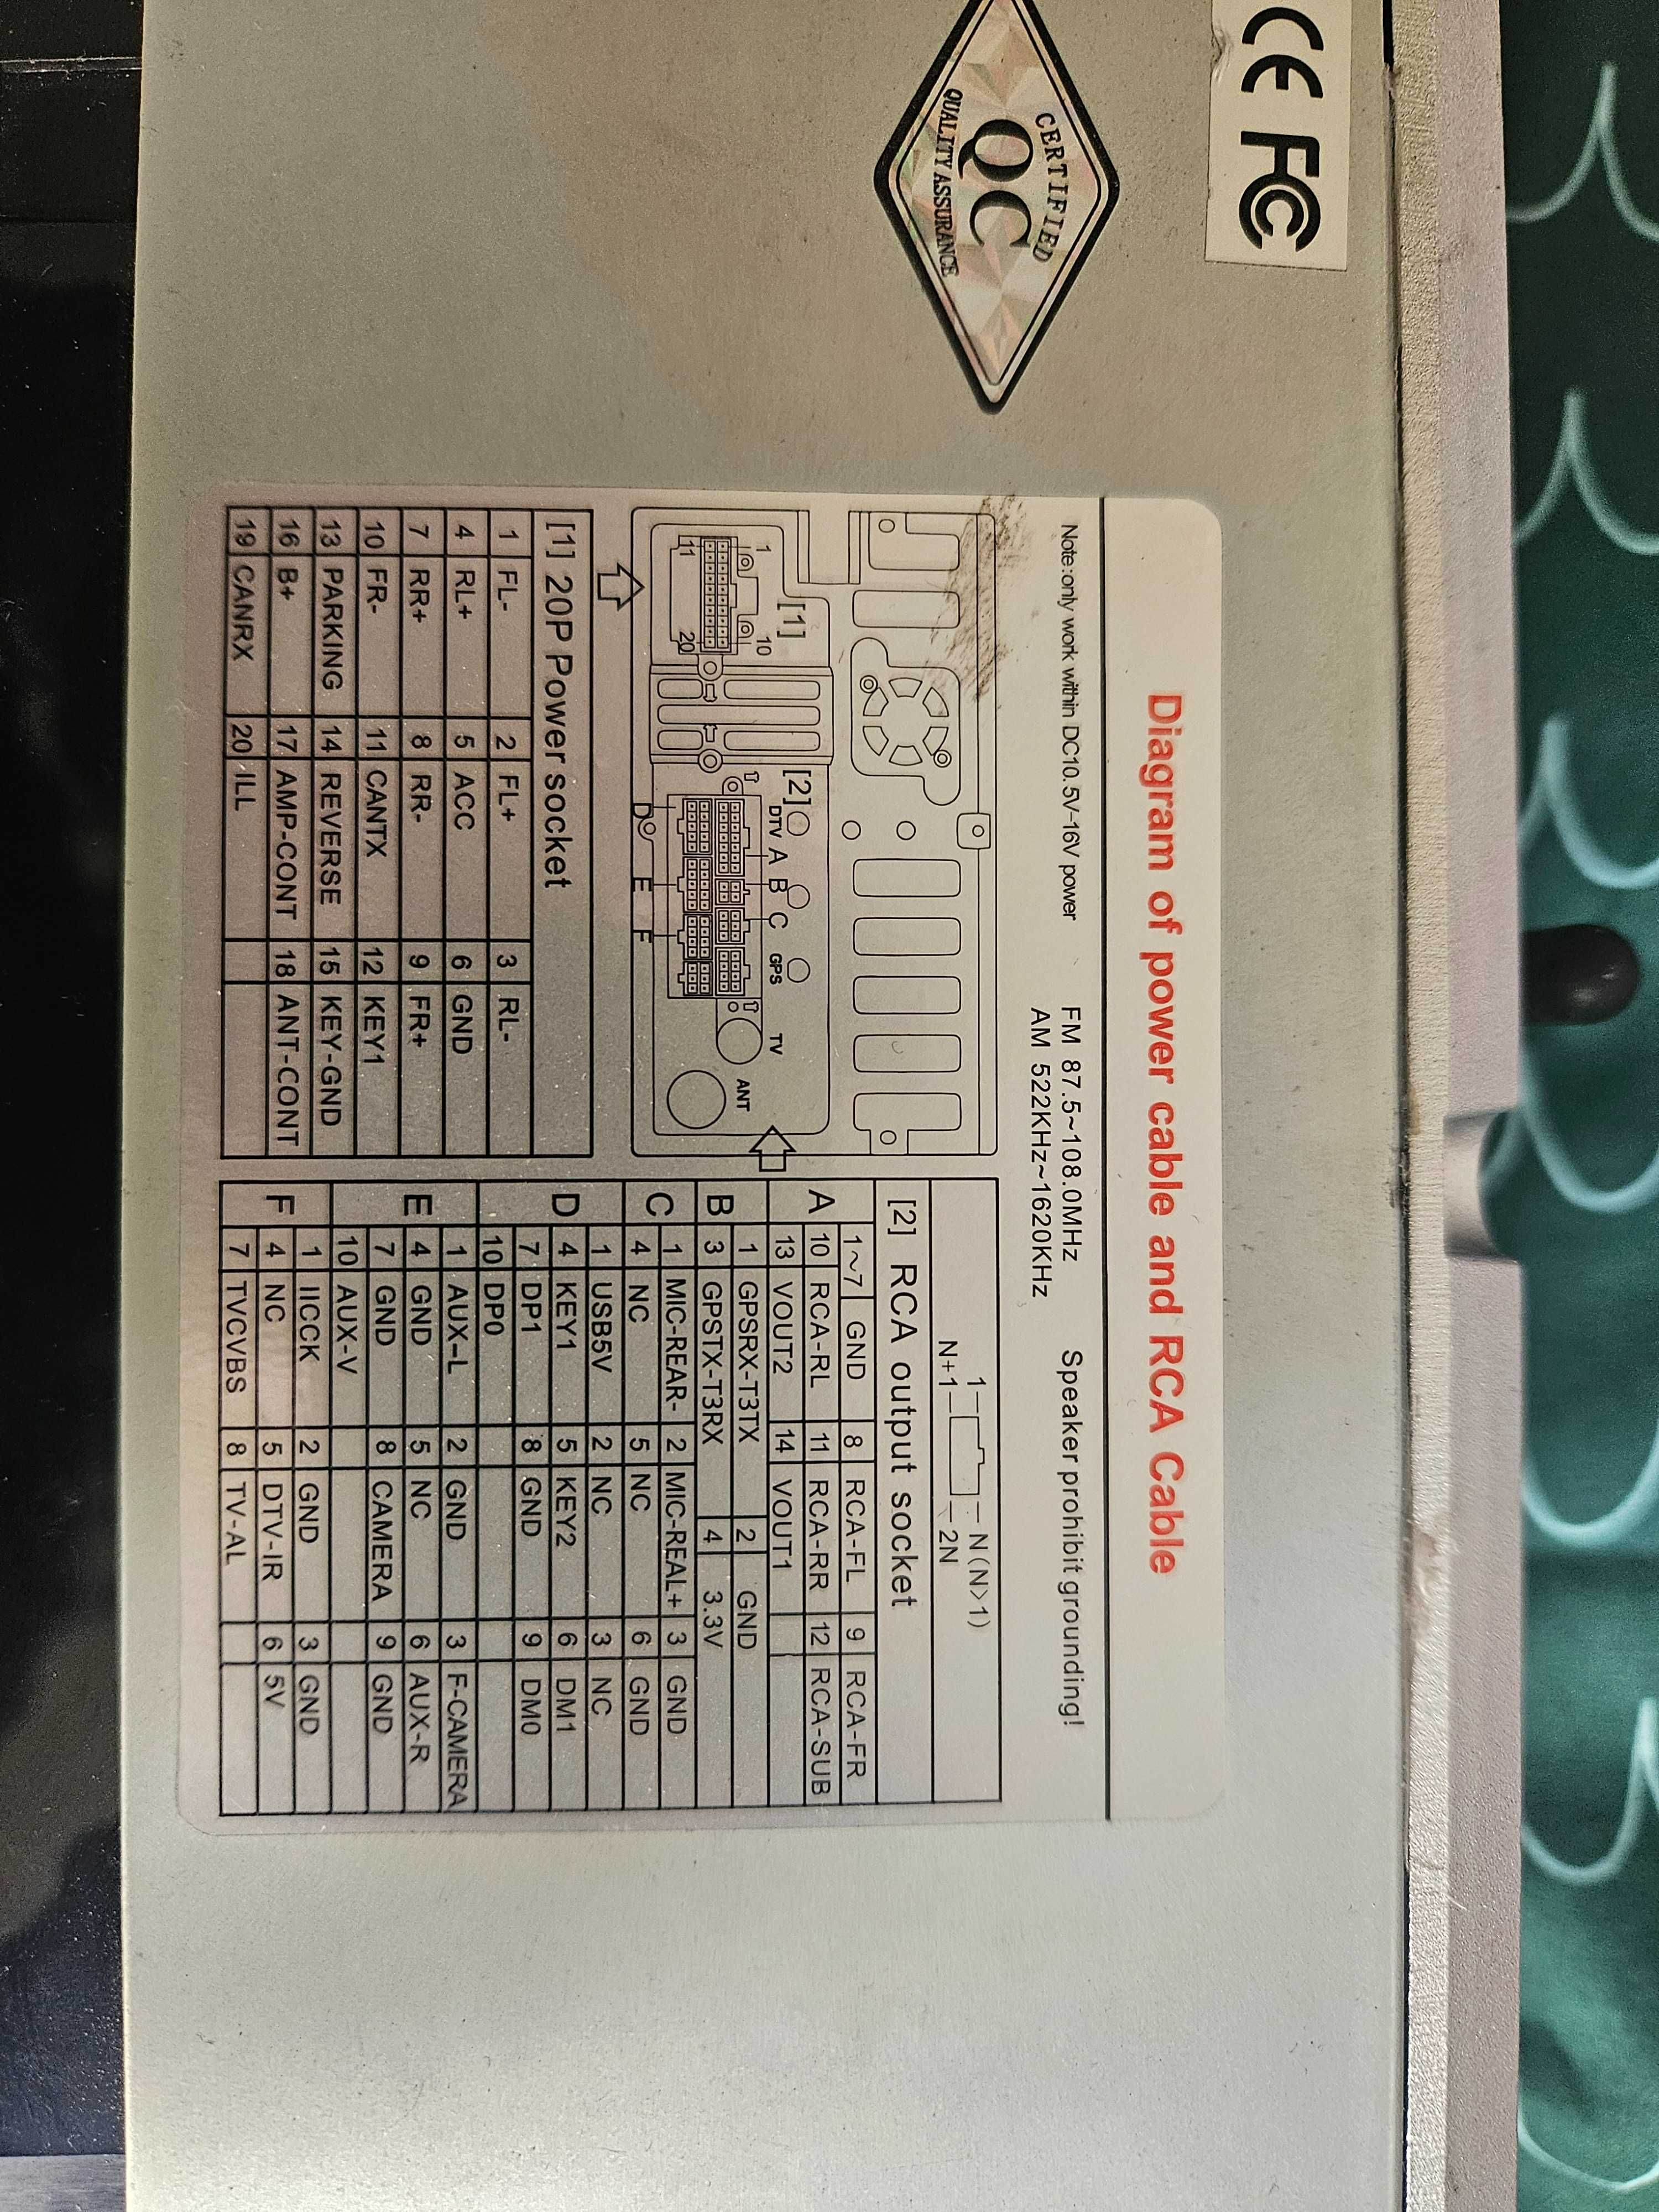 CE FC
CERTIFIED
QC
QUALITY ASSURANCE
Diagram of power cable and RCA Cable
Note:only work within DC10.5V-16V power
FM 87.5~108.0MHz
AM 522KHz~1620KHz
Speaker prohibit grounding!
[1]
1
10
11
20
[2]
DTV
A
B
C
GPS
TV
ANT
D
E
F
[1] 20P Power socket
1 FL- 2 FL+ 3 RL-
4 RL+ 5 ACC 6 GND
7 RR+ 8 RR- 9 FR+
10 FR- 11 CANTX 12 KEY1
13 PARKING 14 REVERSE 15 KEY-GND
16 B+ 17 AMP-CONT 18 ANT-CONT
19 CANRX 20 ILL
1 N(N>1)
N+1 2N
[2] RCA output socket
A
1~7 GND 8 RCA-FL 9 RCA-FR
10 RCA-RL 11 RCA-RR 12 RCA-SUB
13 VOUT2 14 VOUT1
B
1 GPSRX-T3TX 2 GND
3 GPSTX-T3RX 4 3.3V
C
1 MIC-REAR- 2 MIC-REAL+ 3 GND
4 NC 5 NC 6 GND
D
1 USB5V 2 NC 3 NC
4 KEY1 5 KEY2 6 DM1
7 DP1 8 GND 9 DM0
10 DP0
E
1 AUX-L 2 GND 3 F-CAMERA
4 GND 5 NC 6 AUX-R
7 GND 8 CAMERA 9 GND
10 AUX-V
F
1 IICCK 2 GND 3 GND
4 NC 5 DTV-IR 6 5V
7 TVCVBS 8 TV-AL